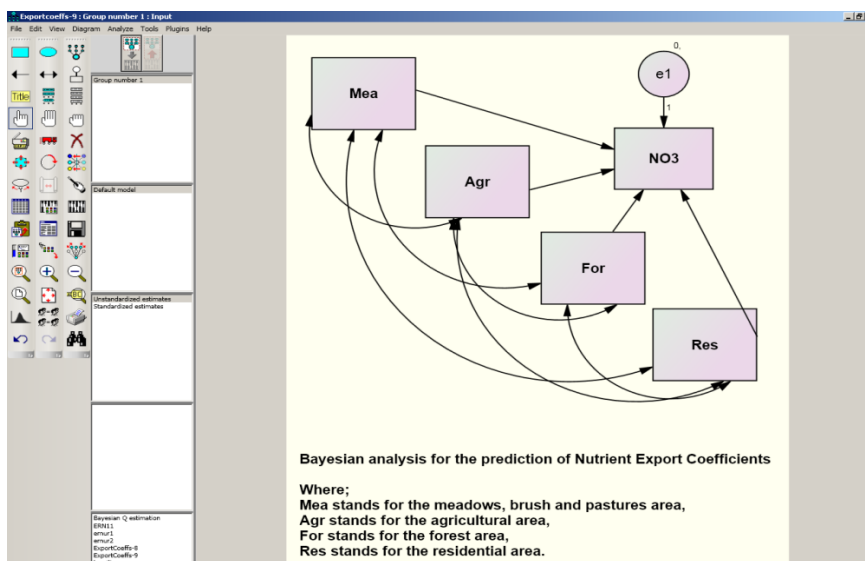 Exportcoeffs-9 : Group number 1 : Input
File Edit View Diagram Analyze Tools Plugins Help
Title
Group number 1
Default model
Unstandardized estimates
Standardized estimates
Bayesian Q estimation
ERN11
emur1
emur2
ExportCoeffs-8
ExportCoeffs-9
0,
e1
1
Mea
NO3
Agr
For
Res
Bayesian analysis for the prediction of Nutrient Export Coefficients
Where;
Mea stands for the meadows, brush and pastures area,
Agr stands for the agricultural area,
For stands for the forest area,
Res stands for the residential area.